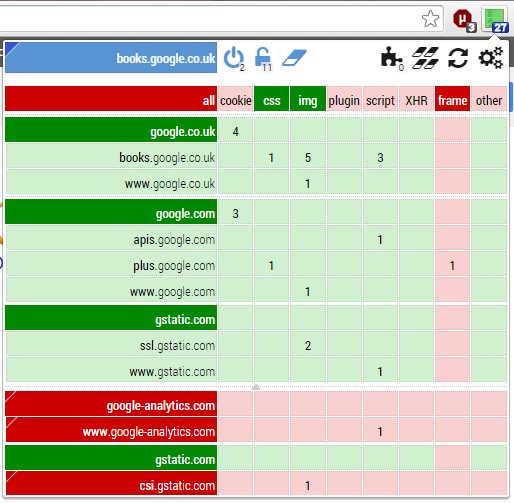 3 27
books.google.co.uk 2 11 0
all cookie css img plugin script XHR frame other
google.co.uk 4
books.google.co.uk 1 5 3
www.google.co.uk 1
google.com 3
apis.google.com 1
plus.google.com 1 1
www.google.com 1
gstatic.com
ssl.gstatic.com 2
www.gstatic.com 1
google-analytics.com
www.google-analytics.com 1
gstatic.com
csi.gstatic.com 1